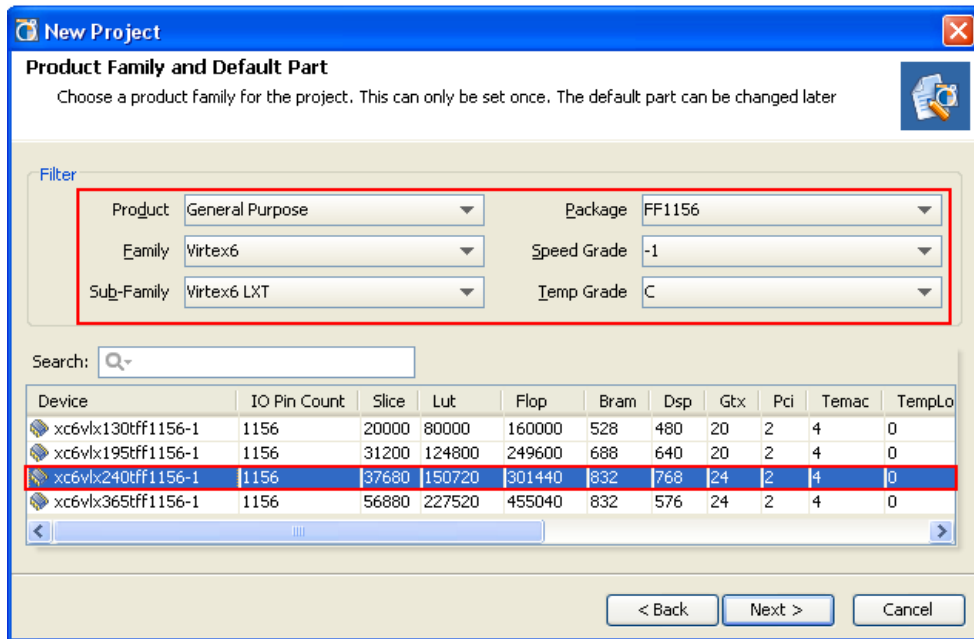 New Project
Product Family and Default Part
Choose a product family for the project. This can only be set once. The default part can be changed later
Filter
Product General Purpose Package FF1156
Family Virtex6 Speed Grade -1
Sub-Family Virtex6 LXT Temp Grade C
Search:
Device IO Pin Count Slice Lut Flop Bram Dsp Gtx Pci Temac TempLo
xc6vlx130tff1156-1 1156 20000 80000 160000 528 480 20 2 4 0
xc6vlx195tff1156-1 1156 31200 124800 249600 688 640 20 2 4 0
xc6vlx240tff1156-1 1156 37680 150720 301440 832 768 24 2 4 0
xc6vlx365tff1156-1 1156 56880 227520 455040 832 576 24 2 4 0
< Back Next > Cancel